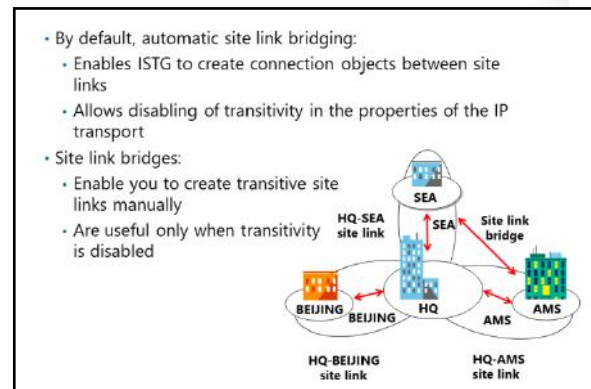 • By default, automatic site link bridging:
• Enables ISTG to create connection objects between site
links
• Allows disabling of transitivity in the properties of the IP
transport
• Site link bridges:
• Enable you to create transitive site
links manually
• Are useful only when transitivity
is disabled
SEA
HQ-SEA
site link
SEA
Site link
bridge
BEIJING
BEIJING
HQ
AMS
AMS
HQ-BEIJING
site link
HQ-AMS
site link